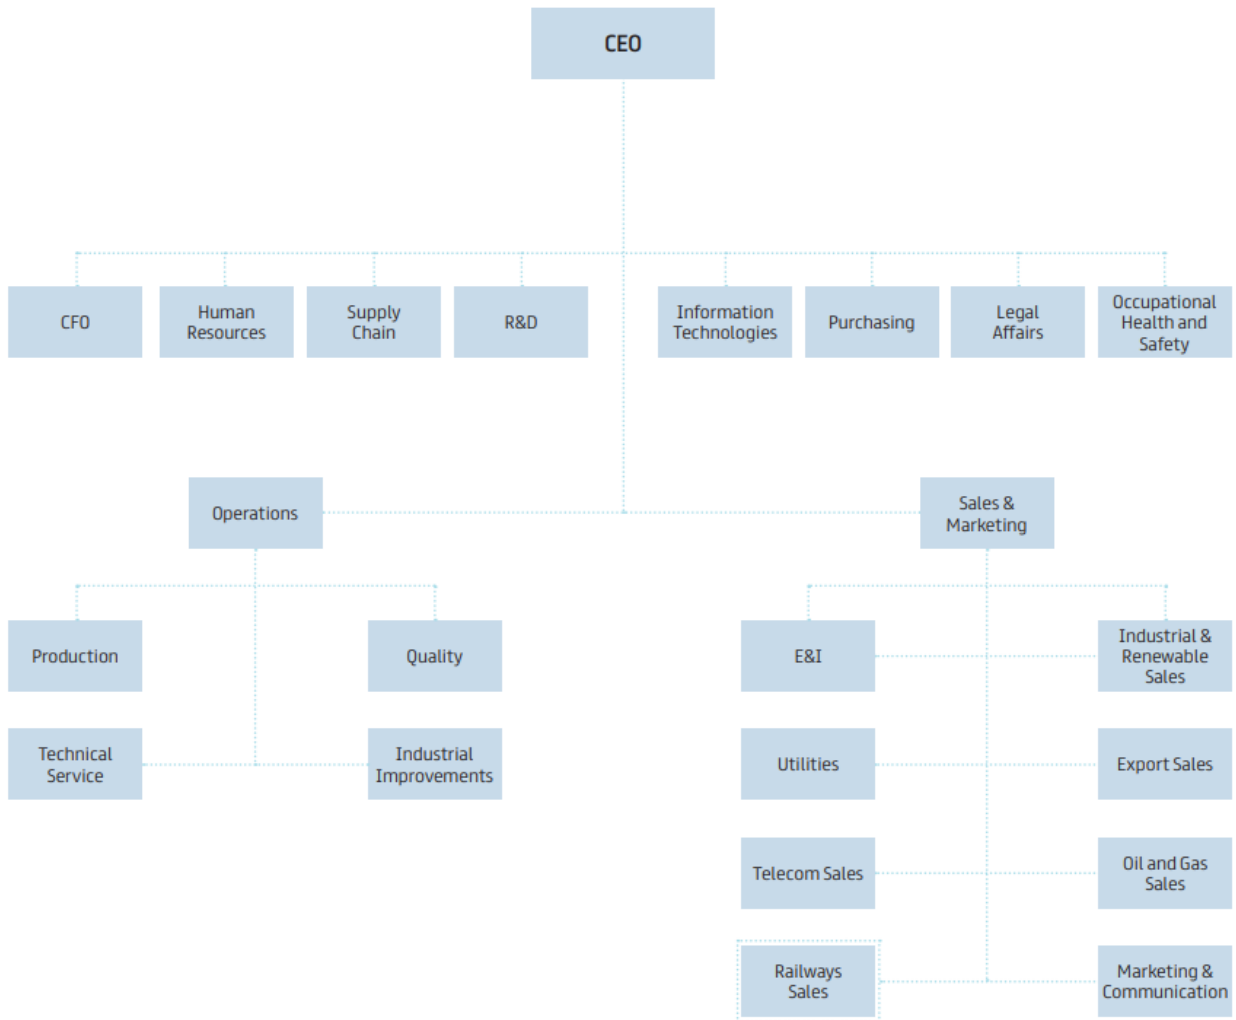 CEO
CFO
Human
Resources
Supply
Chain
R&D
Information
Technologies
Purchasing
Legal
Affairs
Occupational
Health and
Safety
Operations
Sales &
Marketing
Production
Quality
E&I
Industrial &
Renewable
Sales
Technical
Service
Industrial
Improvements
Utilities
Export Sales
Telecom Sales
Oil and Gas
Sales
Railways
Sales
Marketing &
Communication